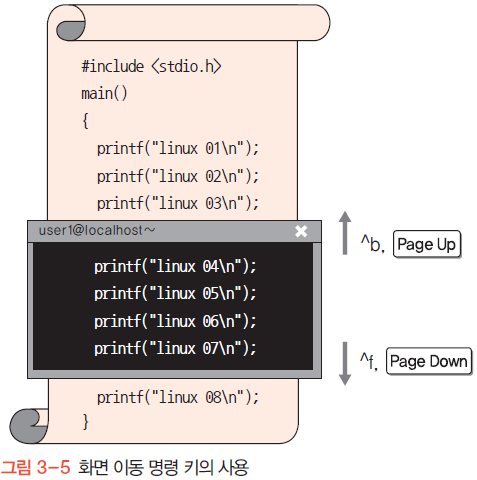 #include <stdio.h>
main()
{
printf("linux 01\n");
printf("linux 02\n");
printf("linux 03\n");
user1@localhost~
printf("linux 04\n");
printf("linux 05\n");
printf("linux 06\n");
printf("linux 07\n");
printf("linux 08\n");
}
^b, Page Up
^f, Page Down
그림 3-5 화면 이동 명령 키의 사용